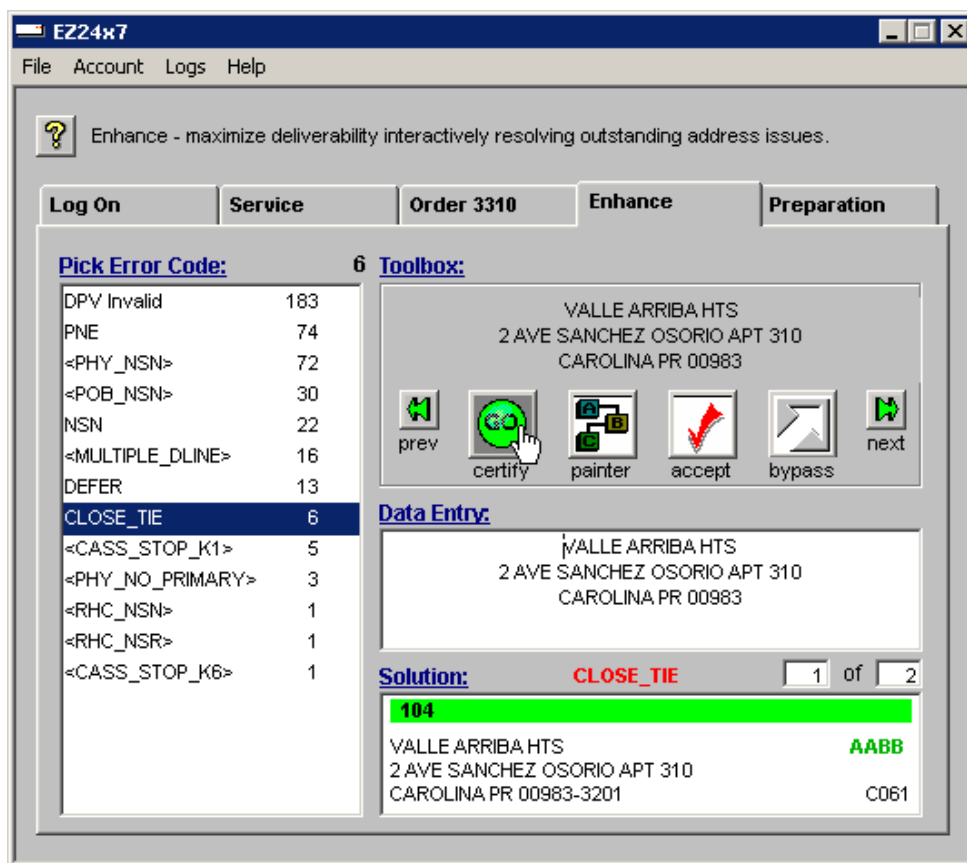 EZ24x7
File Account Logs Help
Enhance - maximize deliverability interactively resolving outstanding address issues.
Log On Service Order 3310 Enhance Preparation
Pick Error Code: 6
DPV Invalid 183
PNE 74
<PHY_NSN> 72
<POB_NSN> 30
NSN 22
<MULTIPLE_DLINE> 16
DEFER 13
CLOSE_TIE 6
<CASS_STOP_K1> 5
<PHY_NO_PRIMARY> 3
<RHC_NSN> 1
<RHC_NSR> 1
<CASS_STOP_K6> 1
Toolbox:
VALLE ARRIBA HTS
2 AVE SANCHEZ OSORIO APT 310
CAROLINA PR 00983
GO A B C
prev certify painter accept bypass next
Data Entry:
VALLE ARRIBA HTS
2 AVE SANCHEZ OSORIO APT 310
CAROLINA PR 00983
Solution: CLOSE_TIE 1 of 2
104
VALLE ARRIBA HTS AABB
2 AVE SANCHEZ OSORIO APT 310
CAROLINA PR 00983-3201 C061